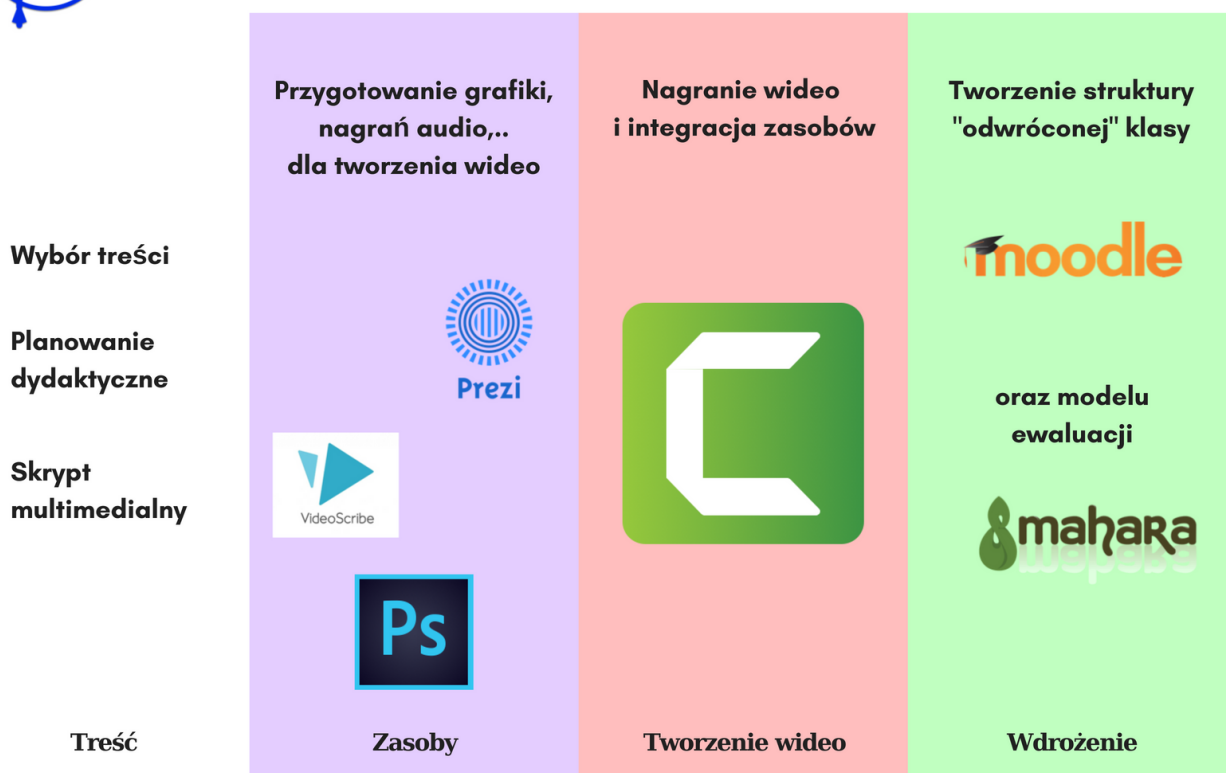 Przygotowanie grafiki,
nagrań audio,..
dla tworzenia wideo
Nagranie wideo
i integracja zasobów
Tworzenie struktury
"odwróconej" klasy
Wybór treści
Planowanie
dydaktyczne
Skrypt
multimedialny
Prezi
VideoScribe
Ps
moodle
oraz modelu
ewaluacji
mahara
Treść
Zasoby
Tworzenie wideo
Wdrożenie